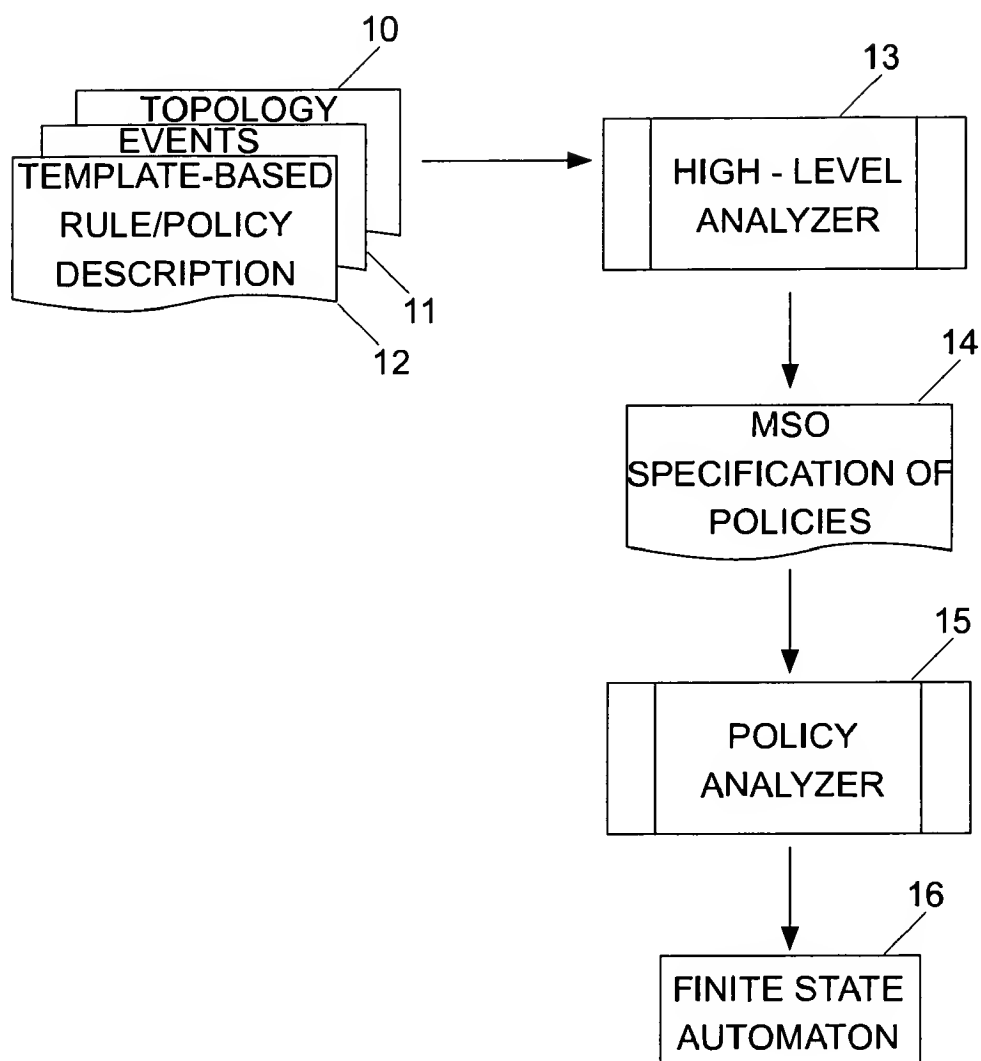 10
TOPOLOGY
EVENTS
TEMPLATE-BASED
RULE/POLICY
DESCRIPTION
11
12
13
HIGH - LEVEL
ANALYZER
14
MSO
SPECIFICATION OF
POLICIES
15
POLICY
ANALYZER
16
FINITE STATE
AUTOMATON